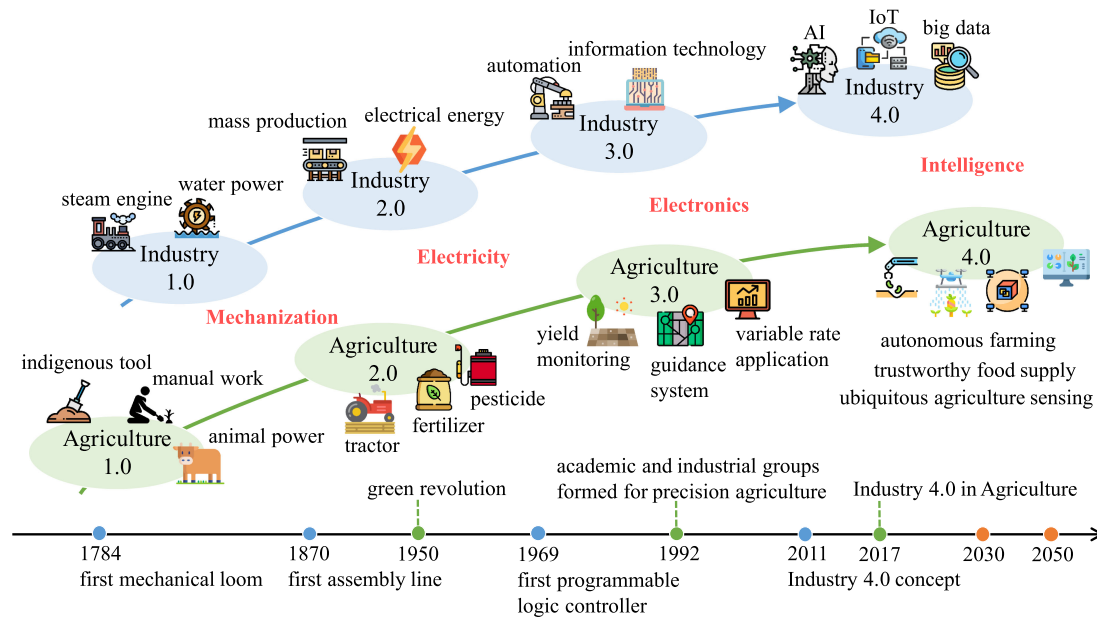 AI
IoT
big data
Industry
4.0
information technology
automation
Industry
3.0
mass production
electrical energy
Industry
2.0
steam engine
water power
Industry
1.0
Intelligence
Electronics
Electricity
Mechanization
Agriculture
4.0
autonomous farming
trustworthy food supply
ubiquitous agriculture sensing
Agriculture
3.0
yield
monitoring
guidance
system
variable rate
application
Agriculture
2.0
tractor
fertilizer
pesticide
indigenous tool
manual work
animal power
Agriculture
1.0
green revolution
academic and industrial groups
formed for precision agriculture
Industry 4.0 in Agriculture
1784
1870
1950
1969
1992
2011
2017
2030
2050
first mechanical loom
first assembly line
first programmable
logic controller
Industry 4.0 concept